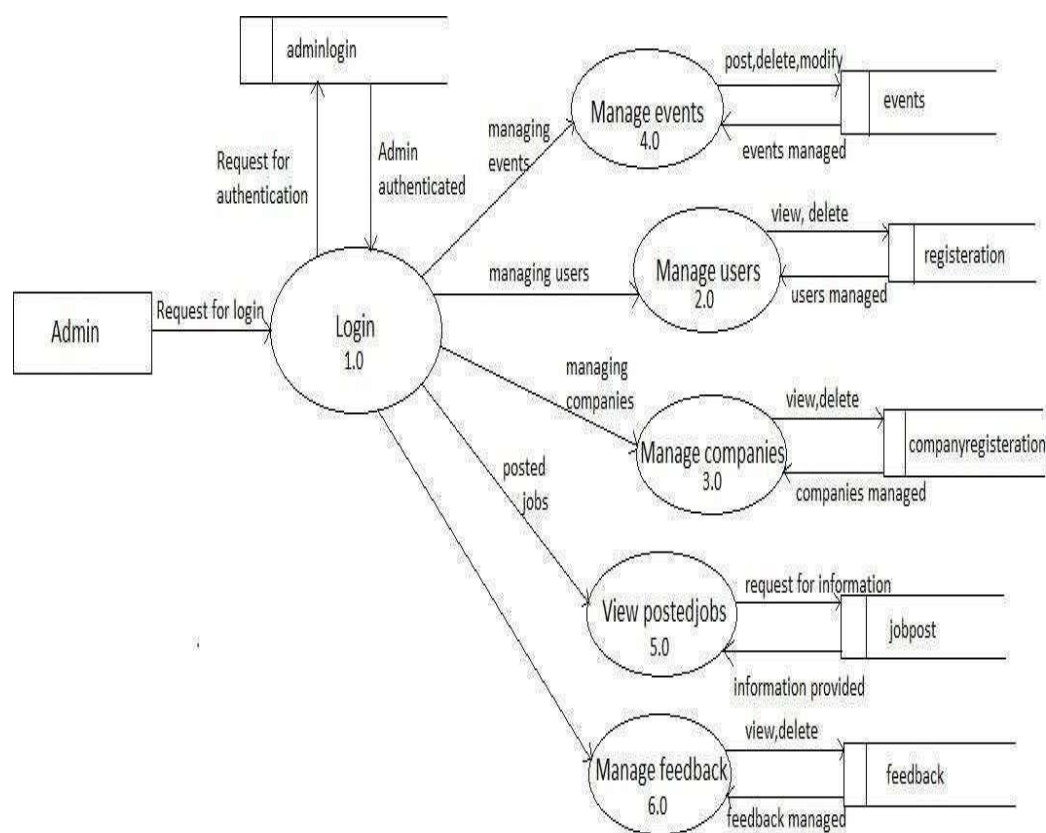 adminlogin
Request for
authentication
Admin
authenticated
Admin
Request for login
Login
1.0
managing
events
Manage events
4.0
post,delete,modify
events
events managed
managing users
Manage users
2.0
view, delete
registeration
users managed
managing
companies
Manage companies
3.0
view,delete
companyregisteration
companies managed
posted
jobs
View postedjobs
5.0
request for information
jobpost
information provided
Manage feedback
6.0
view,delete
feedback
feedback managed